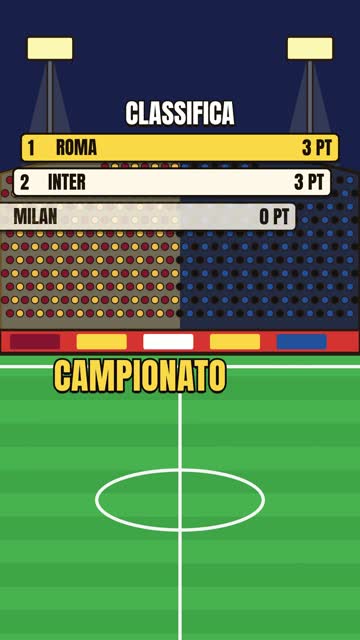 CLASSIFICA
1 ROMA 3 PT
2 INTER 3 PT
MILAN 0 PT
CAMPIONATO